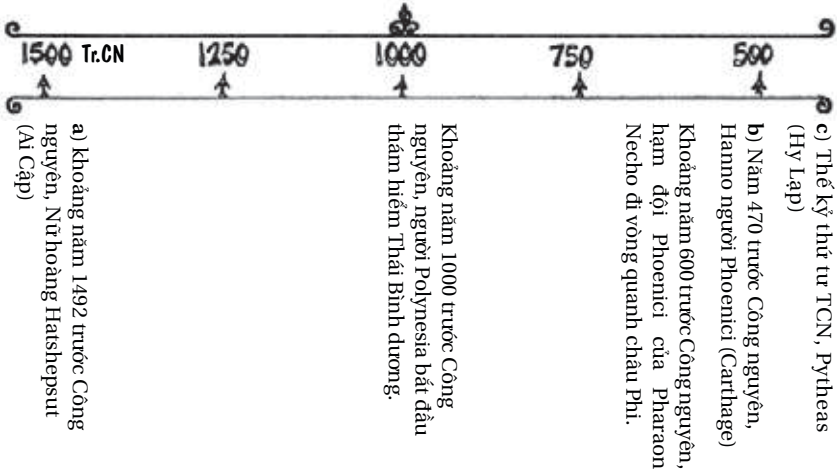 1500 Tr.CN 1250 1000 750 500
a) khoảng năm 1492 trước Công
nguyên, Nữ hoàng Hatshepsut
(Ai Cập)
Khoảng năm 1000 trước Công
nguyên, người Polynesia bắt đầu
thám hiểm Thái Bình dương.
Khoảng năm 600 trước Công nguyên,
hạm đội Phoenici của Pharaon
Necho đi vòng quanh châu Phi.
b) Năm 470 trước Công nguyên,
Hanno người Phoenici (Carthage)
c) Thế kỷ thứ tư TCN, Pytheas
(Hy Lạp)